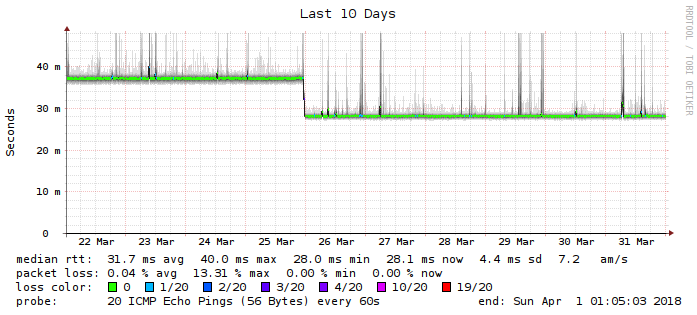 Last 10 Days
RRDTOOL / TOBI OETIKER
Seconds
40 m
30 m
20 m
10 m
0
22 Mar 23 Mar 24 Mar 25 Mar 26 Mar 27 Mar 28 Mar 29 Mar 30 Mar 31 Mar
median rtt: 31.7 ms avg 40.0 ms max 28.0 ms min 28.1 ms now 4.4 ms sd 7.2 am/s
packet loss: 0.04 % avg 13.31 % max 0.00 % min 0.00 % now
loss color: 0 1/20 2/20 3/20 4/20 10/20 19/20
probe: 20 ICMP Echo Pings (56 Bytes) every 60s end: Sun Apr 1 01:05:03 2018